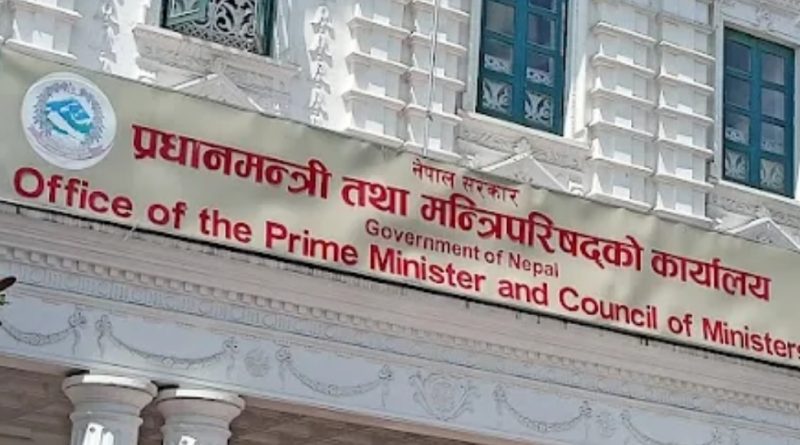 नेपाल सरकार
प्रधानमन्त्री तथा मन्त्रिपरिषद्को कार्यालय
Government of Nepal
Office of the Prime Minister and Council of Ministers